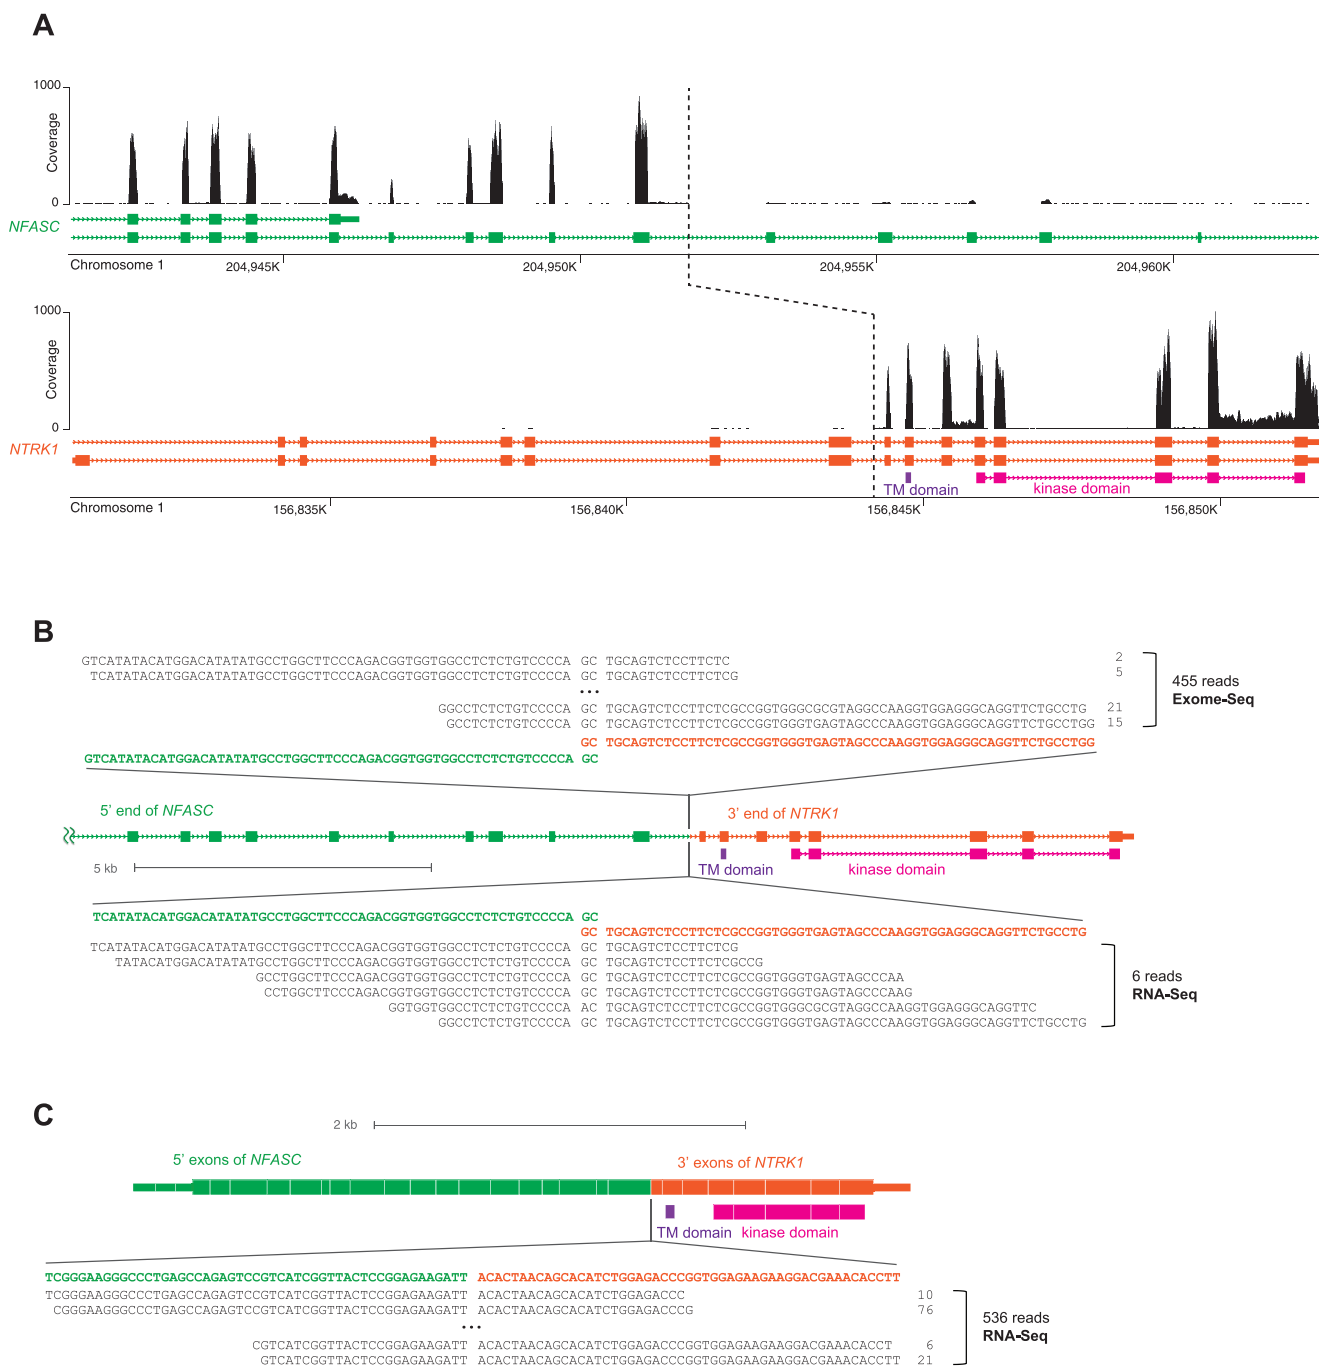 A
1000
Coverage
0
NFASC
Chromosome 1
204,945K
204,950K
204,955K
204,960K
1000
Coverage
0
NTRK1
TM domain
kinase domain
Chromosome 1
156,835K
156,840K
156,845K
156,850K
B
GTCATATACATGGACATATATGCCTGGCTTCCCAGACGGTGGTGGCCTCTCTGTCCCCA GC TGCAGTCTCCTTCTC 2
TCATATACATGGACATATATGCCTGGCTTCCCAGACGGTGGTGGCCTCTCTGTCCCCA GC TGCAGTCTCCTTCTCG 5
...
GGCCTCTCTGTCCCCA GC TGCAGTCTCCTTCTCGCCGGTGGGCGCGTAGGCCAAGGTGGAGGGCAGGTTCTGCCTG 21
GCCTCTCTGTCCCCA GC TGCAGTCTCCTTCTCGCCGGTGGGTGAGTAGCCCAAGGTGGAGGGCAGGTTCTGCCTGG 15
455 reads
Exome-Seq
GC TGCAGTCTCCTTCTCGCCGGTGGGTGAGTAGCCCAAGGTGGAGGGCAGGTTCTGCCTGG
GTCATATACATGGACATATATGCCTGGCTTCCCAGACGGTGGTGGCCTCTCTGTCCCCA GC
5' end of NFASC
3' end of NTRK1
5 kb
TM domain
kinase domain
TCATATACATGGACATATATGCCTGGCTTCCCAGACGGTGGTGGCCTCTCTGTCCCCA GC
GC TGCAGTCTCCTTCTCGCCGGTGGGTGAGTAGCCCAAGGTGGAGGGCAGGTTCTGCCTG
TCATATACATGGACATATATGCCTGGCTTCCCAGACGGTGGTGGCCTCTCTGTCCCCA GC TGCAGTCTCCTTCTCG
TATACATGGACATATATGCCTGGCTTCCCAGACGGTGGTGGCCTCTCTGTCCCCA GC TGCAGTCTCCTTCTCGCCG
GCCTGGCTTCCCAGACGGTGGTGGCCTCTCTGTCCCCA GC TGCAGTCTCCTTCTCGCCGGTGGGTGAGTAGCCCAA
CCTGGCTTCCCAGACGGTGGTGGCCTCTCTGTCCCCA GC TGCAGTCTCCTTCTCGCCGGTGGGTGAGTAGCCCAAG
GGTGGTGGCCTCTCTGTCCCCA AC TGCAGTCTCCTTCTCGCCGGTGGGCGCGTAGGCCAAGGTGGAGGGCAGGTTC
GGCCTCTCTGTCCCCA GC TGCAGTCTCCTTCTCGCCGGTGGGTGAGTAGCCCAAGGTGGAGGGCAGGTTCTGCCTG
6 reads
RNA-Seq
C
2 kb
5' exons of NFASC
3' exons of NTRK1
TM domain
kinase domain
TCGGGAAGGGCCCTGAGCCAGAGTCCGTCATCGGTTACTCCGGAGAAGATT ACACTAACAGCACATCTGGAGACCCGGTGGAGAAGAAGGACGAAACACCTT
TCGGGAAGGGCCCTGAGCCAGAGTCCGTCATCGGTTACTCCGGAGAAGATT ACACTAACAGCACATCTGGAGACCC 10
CGGGAAGGGCCCTGAGCCAGAGTCCGTCATCGGTTACTCCGGAGAAGATT ACACTAACAGCACATCTGGAGACCCG 76
...
CGTCATCGGTTACTCCGGAGAAGATT ACACTAACAGCACATCTGGAGACCCGGTGGAGAAGAAGGACGAAACACCT 6
GTCATCGGTTACTCCGGAGAAGATT ACACTAACAGCACATCTGGAGACCCGGTGGAGAAGAAGGACGAAACACCTT 21
536 reads
RNA-Seq